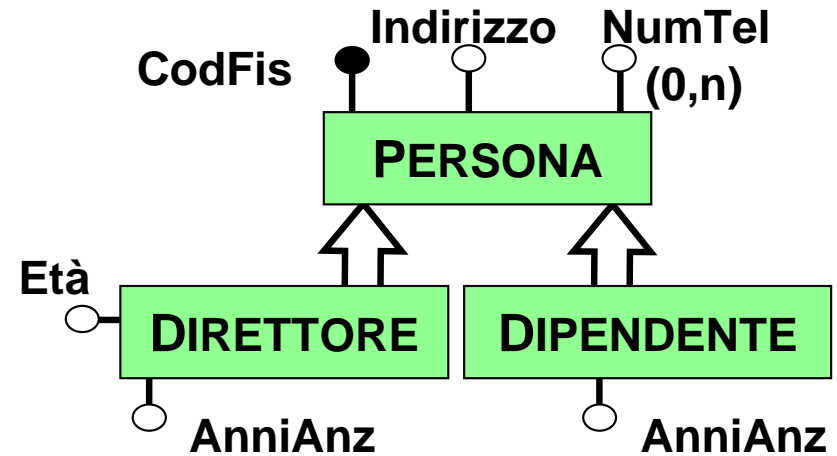 Indirizzo NumTel
CodFis (0,n)
PERSONA
Età
DIRETTORE DIPENDENTE
AnniAnz AnniAnz